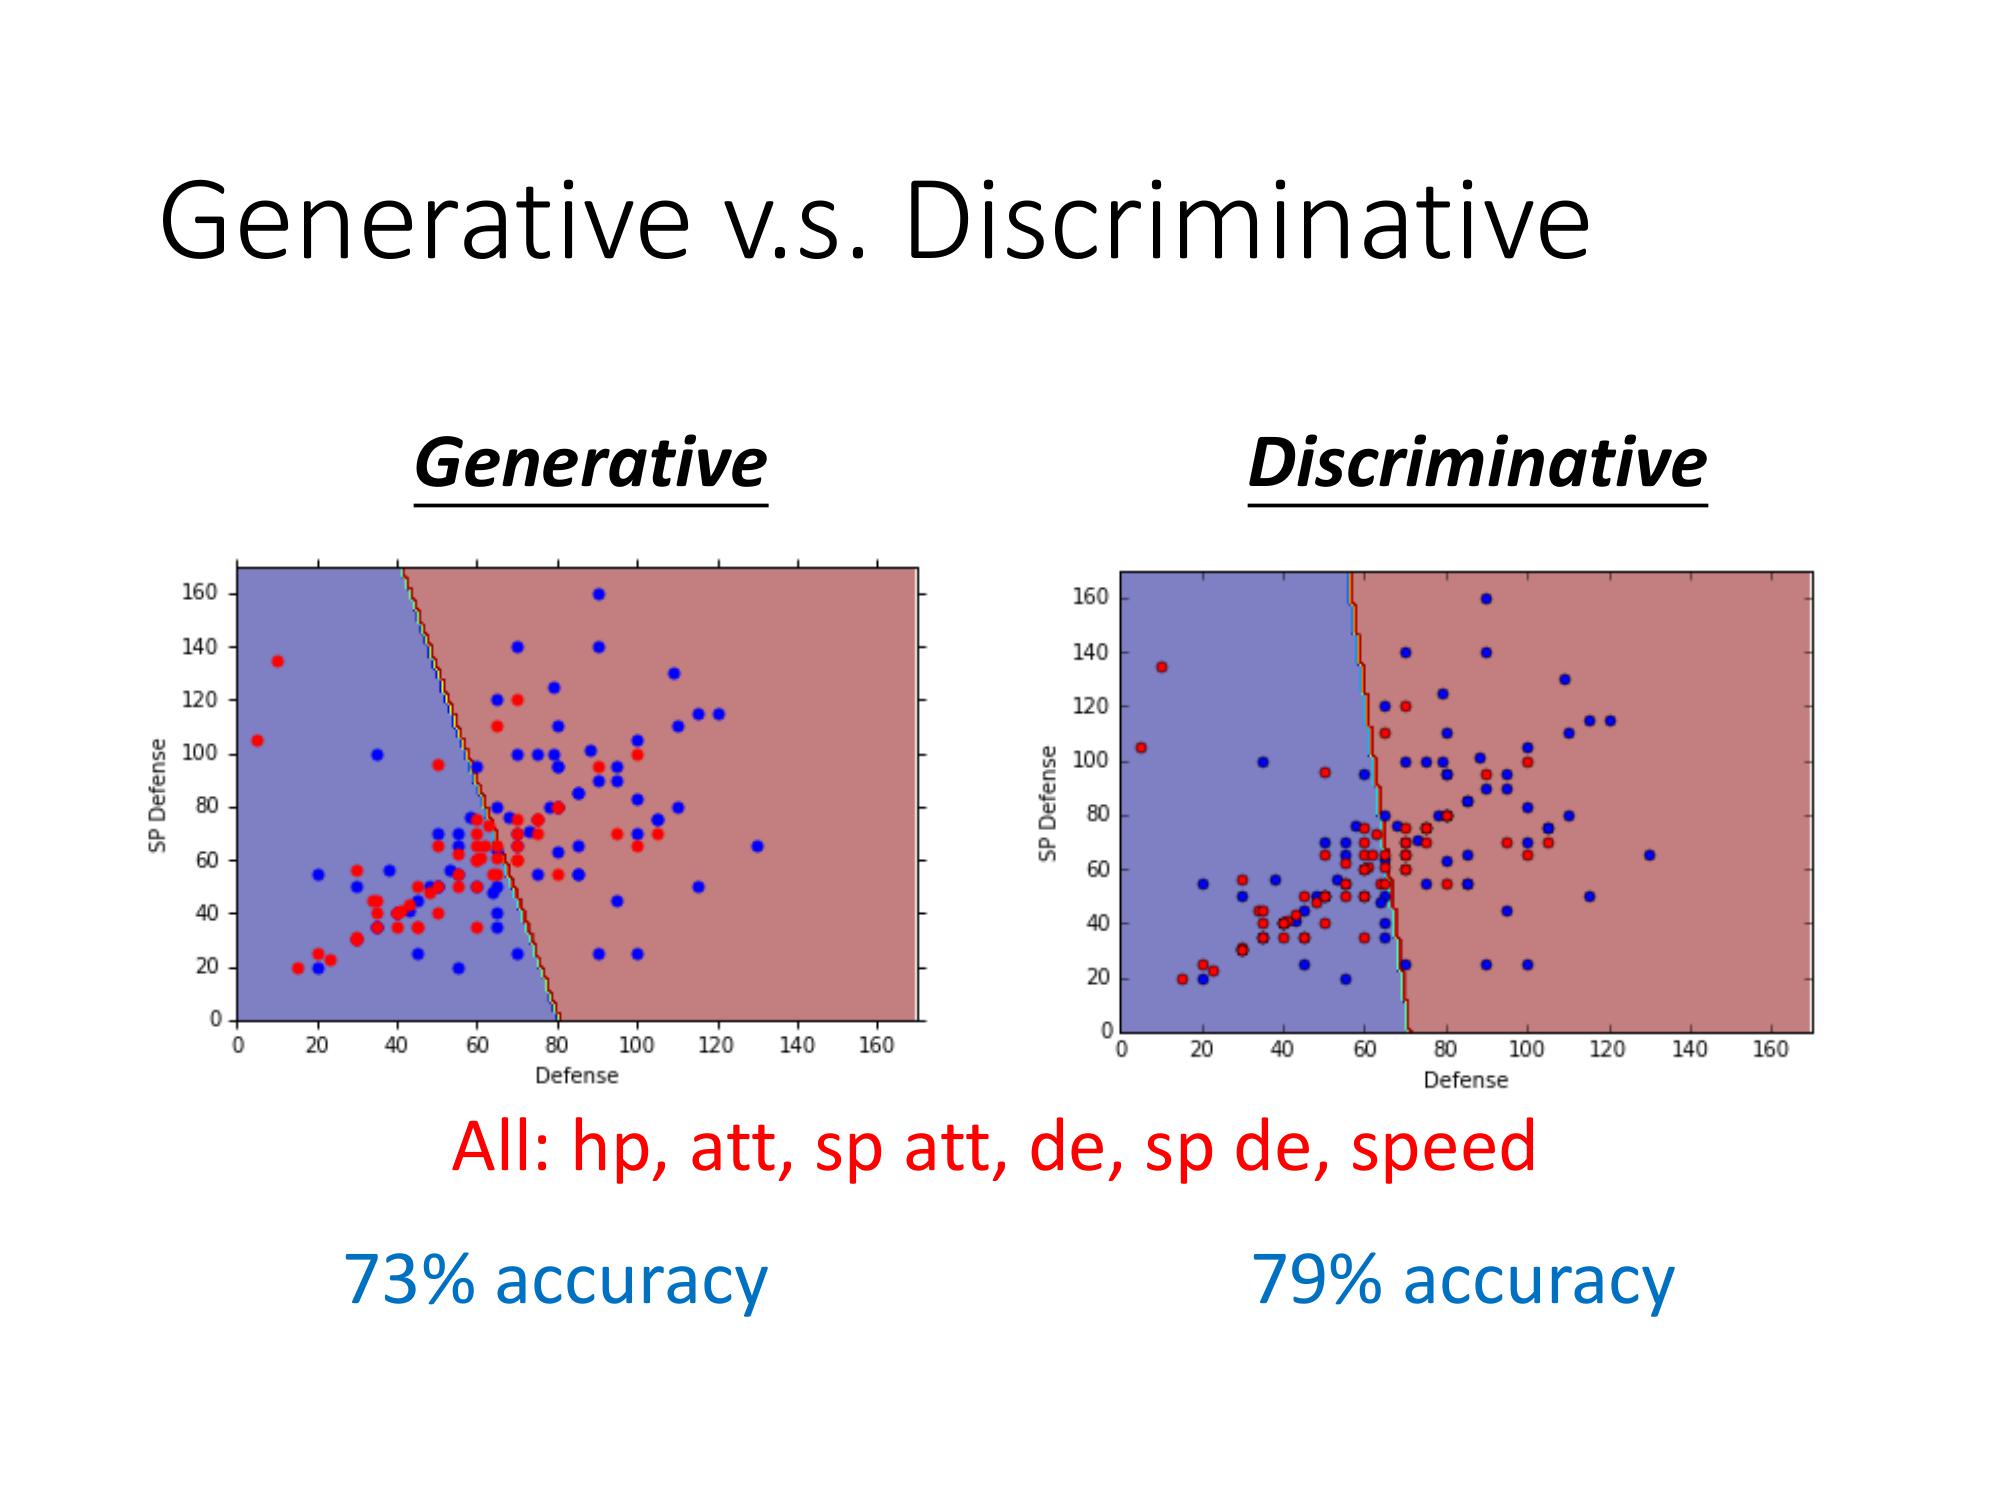 Generative v.s. Discriminative
Generative
Discriminative
160
140
120
100
80
60
40
20
0
SP Defense
0 20 40 60 80 100 120 140 160
Defense
160
140
120
100
80
60
40
20
0
SP Defense
0 20 40 60 80 100 120 140 160
Defense
All: hp, att, sp att, de, sp de, speed
73% accuracy
79% accuracy